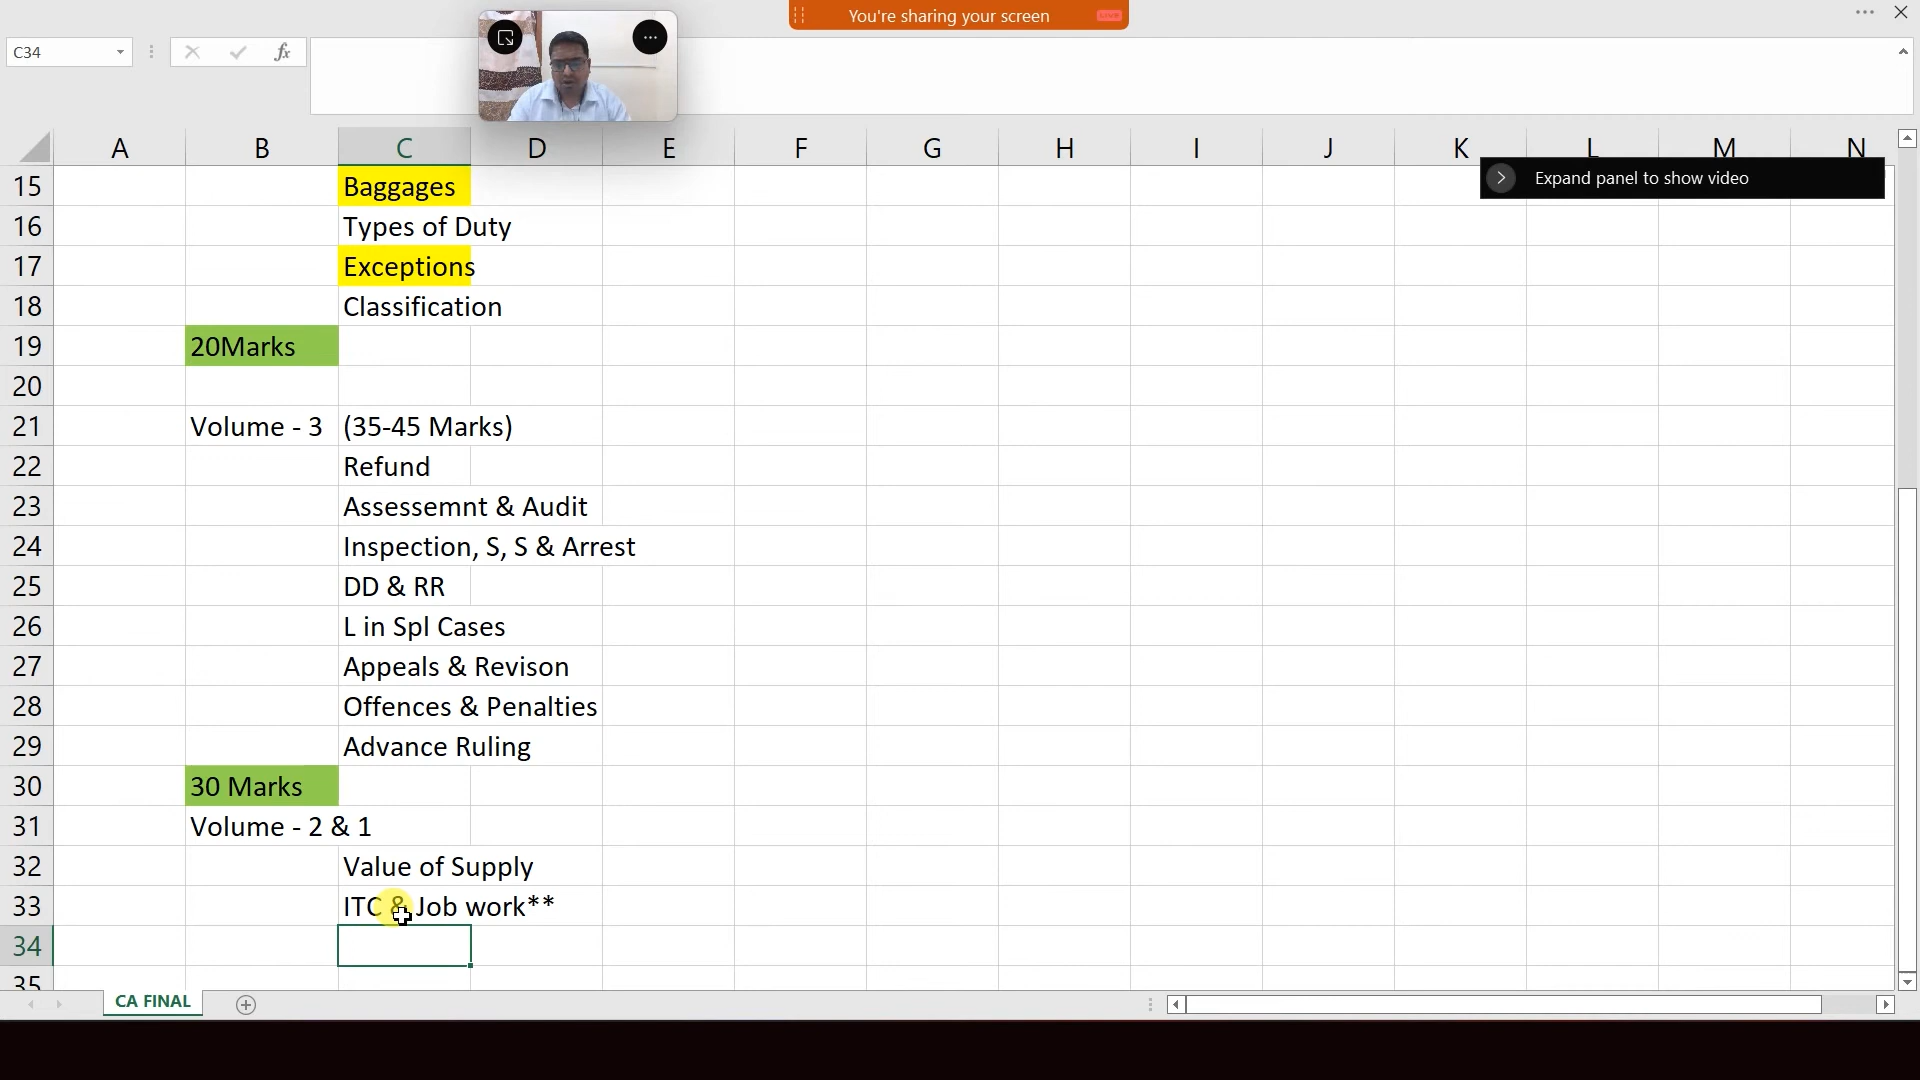 You're sharing your screen
LIVE
C34
fx
A B C D E F G H I J K L M N
Expand panel to show video
15 Baggages
16 Types of Duty
17 Exceptions
18 Classification
19 20Marks
20
21 Volume - 3 (35-45 Marks)
22 Refund
23 Assessemnt & Audit
24 Inspection, S, S & Arrest
25 DD & RR
26 L in Spl Cases
27 Appeals & Revison
28 Offences & Penalties
29 Advance Ruling
30 30 Marks
31 Volume - 2 & 1
32 Value of Supply
33 ITC & Job work**
34
35
CA FINAL